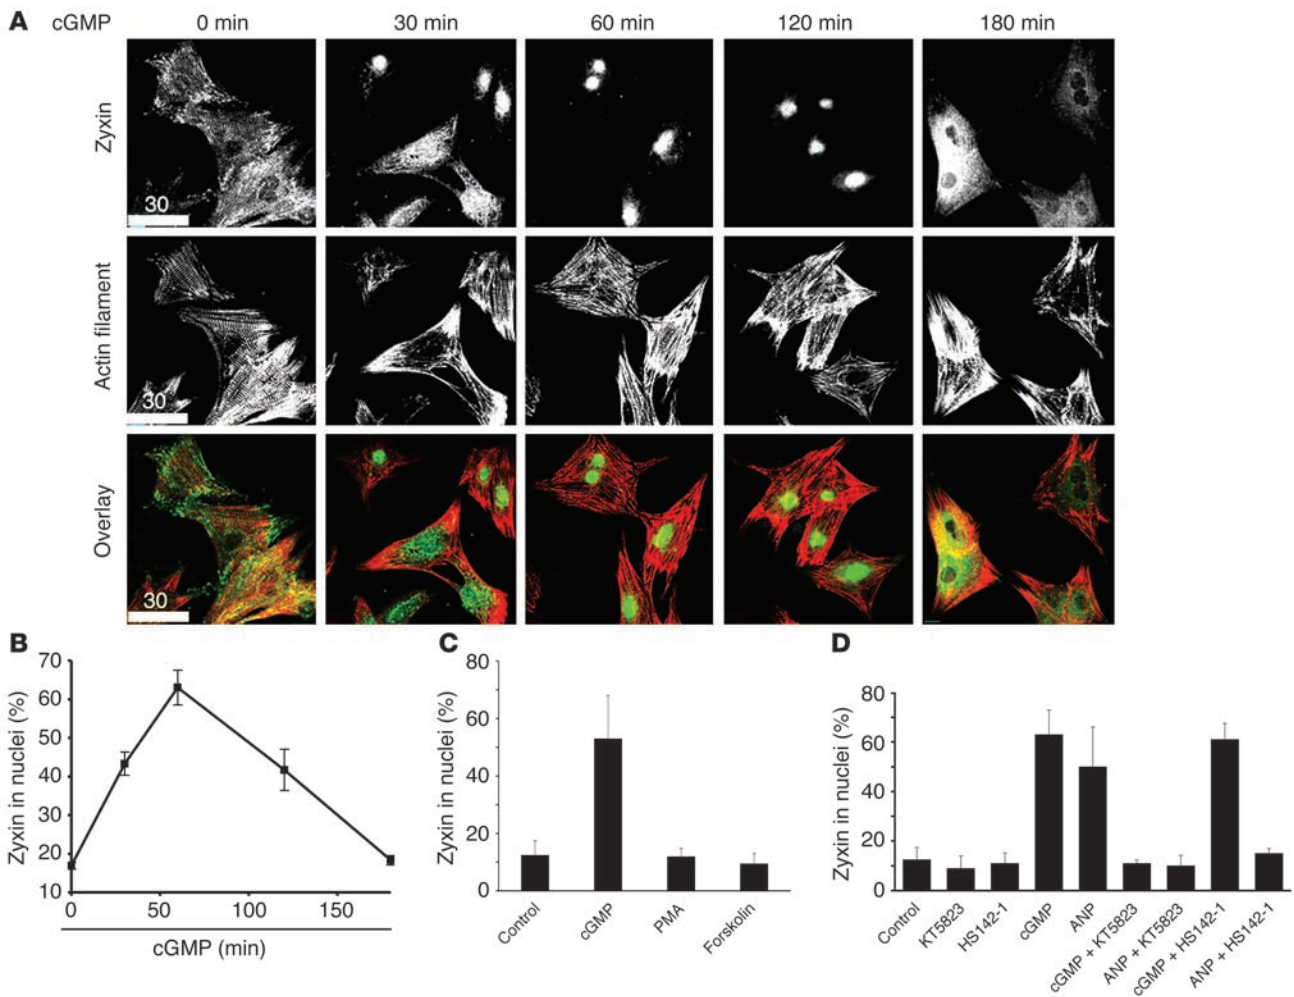 A cGMP 0 min 30 min 60 min 120 min 180 min
Zyxin
30
Actin filament
30
Overlay
30
B
Zyxin in nuclei (%)
70
60
50
40
30
20
10
0 50 100 150
cGMP (min)
C
Zyxin in nuclei (%)
80
60
40
20
0
Control cGMP PMA Forskolin
D
Zyxin in nuclei (%)
80
60
40
20
0
Control KT5823 HS142-1 cGMP ANP cGMP + KT5823 ANP + KT5823 cGMP + HS142-1 ANP + HS142-1